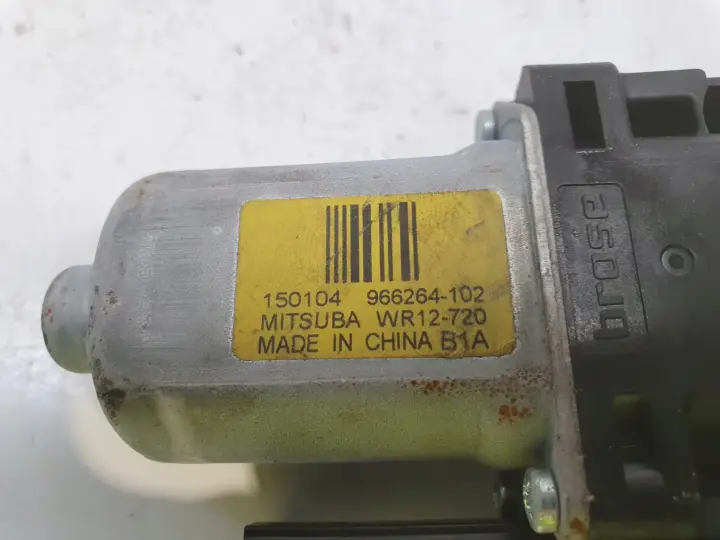 150104 966264-102
MITSUBA WR12-720
MADE IN CHINA B1A
brose